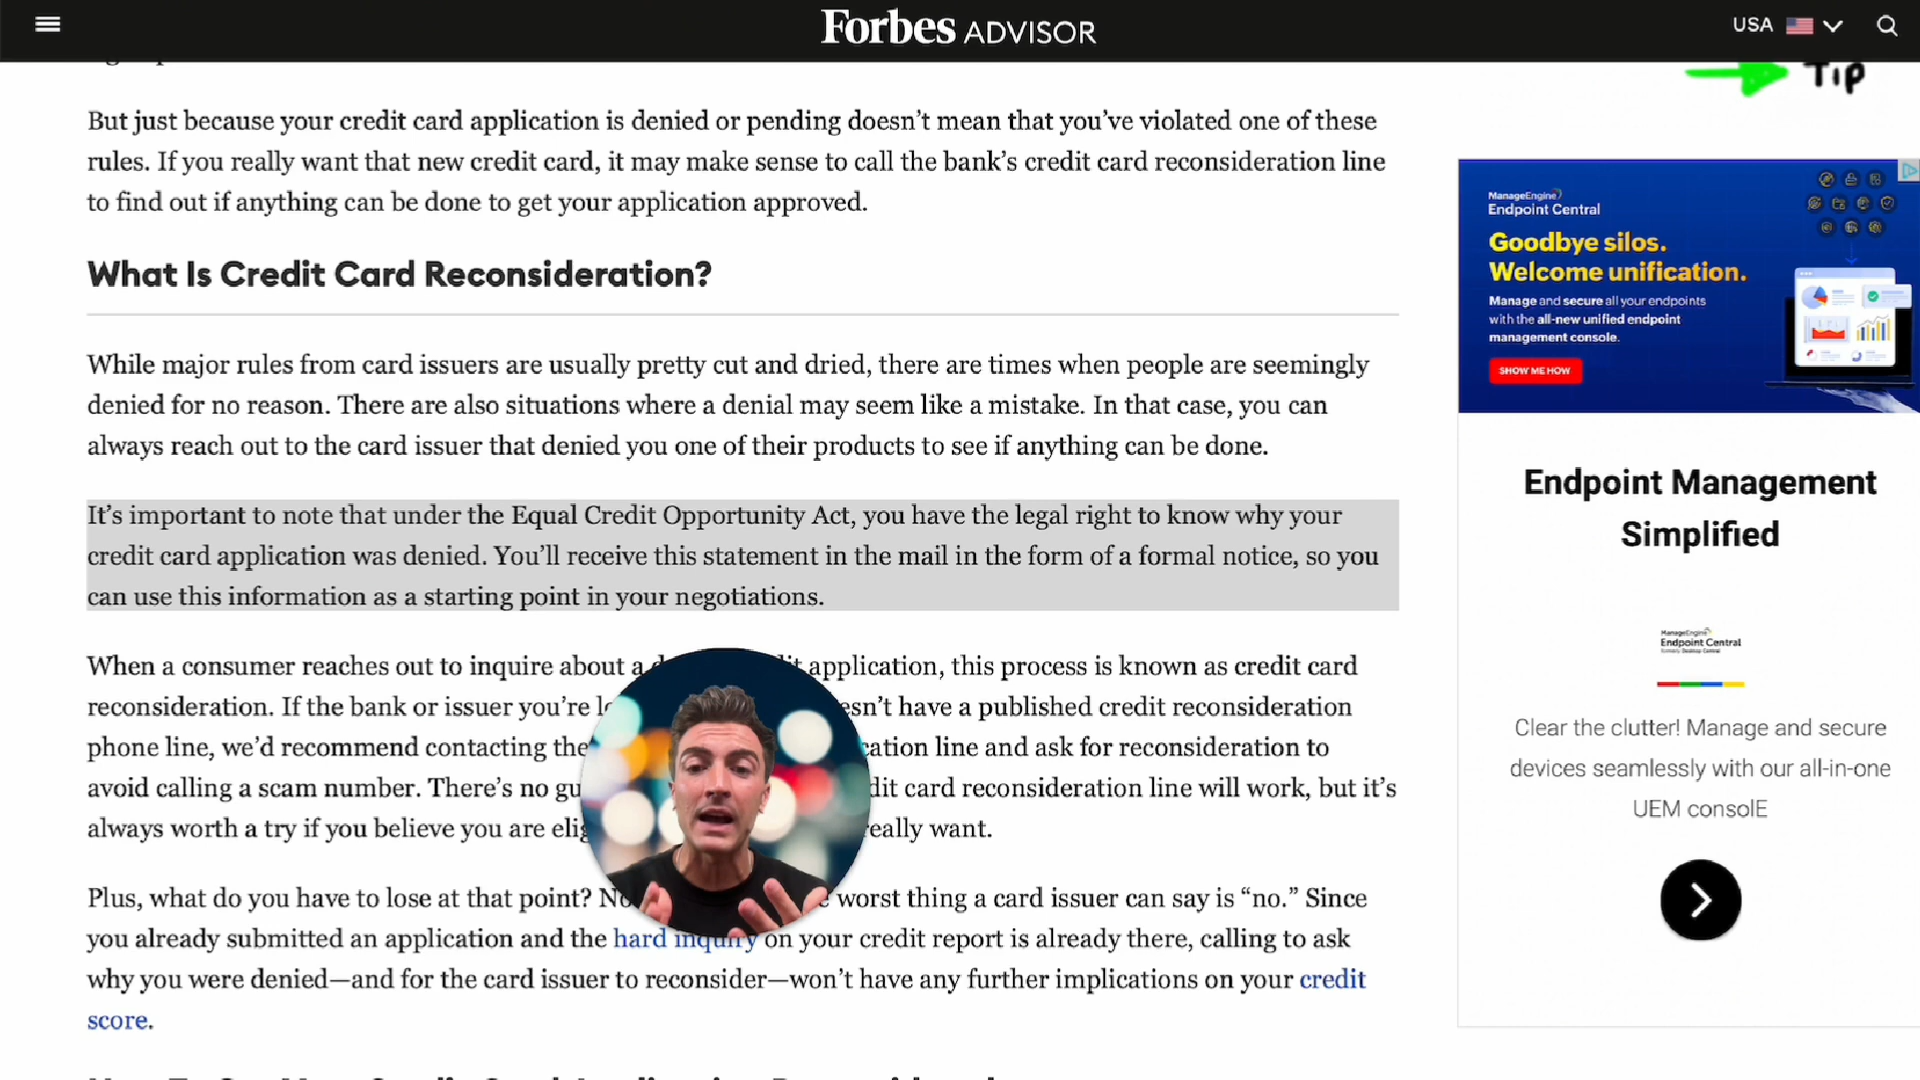 Forbes ADVISOR
USA
Tip
But just because your credit card application is denied or pending doesn’t mean that you’ve violated one of these
rules. If you really want that new credit card, it may make sense to call the bank’s credit card reconsideration line
to find out if anything can be done to get your application approved.
What Is Credit Card Reconsideration?
While major rules from card issuers are usually pretty cut and dried, there are times when people are seemingly
denied for no reason. There are also situations where a denial may seem like a mistake. In that case, you can
always reach out to the card issuer that denied you one of their products to see if anything can be done.
It’s important to note that under the Equal Credit Opportunity Act, you have the legal right to know why your
credit card application was denied. You’ll receive this statement in the mail in the form of a formal notice, so you
can use this information as a starting point in your negotiations.
When a consumer reaches out to inquire about a application, this process is known as credit card
reconsideration. If the bank or issuer you’re have a published credit reconsideration
phone line, we’d recommend contacting the line and ask for reconsideration to
avoid calling a scam number. There’s no card reconsideration line will work, but it’s
always worth a try if you believe you are really want.
Plus, what do you have to lose at that point? worst thing a card issuer can say is “no.” Since
you already submitted an application and the hard inquiry on your credit report is already there, calling to ask
why you were denied—and for the card issuer to reconsider—won’t have any further implications on your credit
score.
ManageEngine
Endpoint Central
Goodbye silos.
Welcome unification.
Manage and secure all your endpoints
with the all-new unified endpoint
management console.
SHOW ME HOW
Endpoint Management
Simplified
ManageEngine
Endpoint Central
formerly Desktop Central
Clear the clutter! Manage and secure
devices seamlessly with our all-in-one
UEM consolE